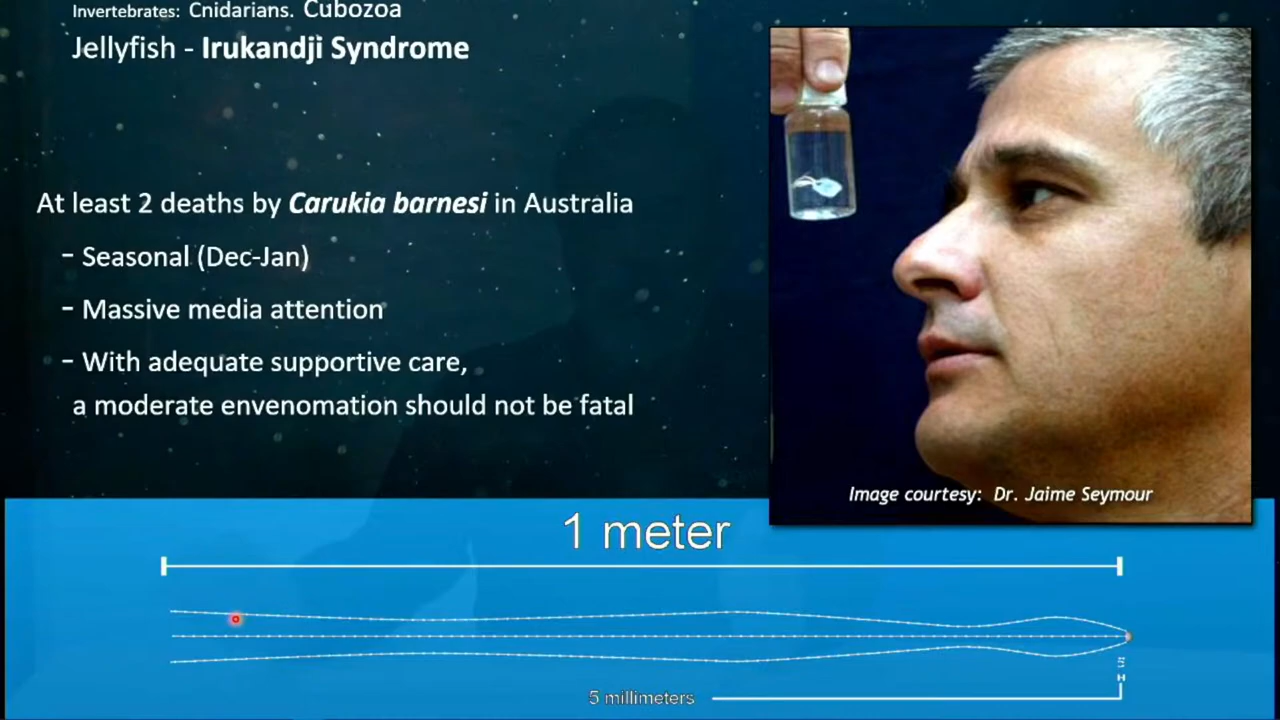 Invertebrates: Cnidarians. Cubozoa
Jellyfish - Irukandji Syndrome
At least 2 deaths by Carukia barnesi in Australia
- Seasonal (Dec-Jan)
- Massive media attention
- With adequate supportive care,
a moderate envenomation should not be fatal
Image courtesy: Dr. Jaime Seymour
1 meter
5 millimeters